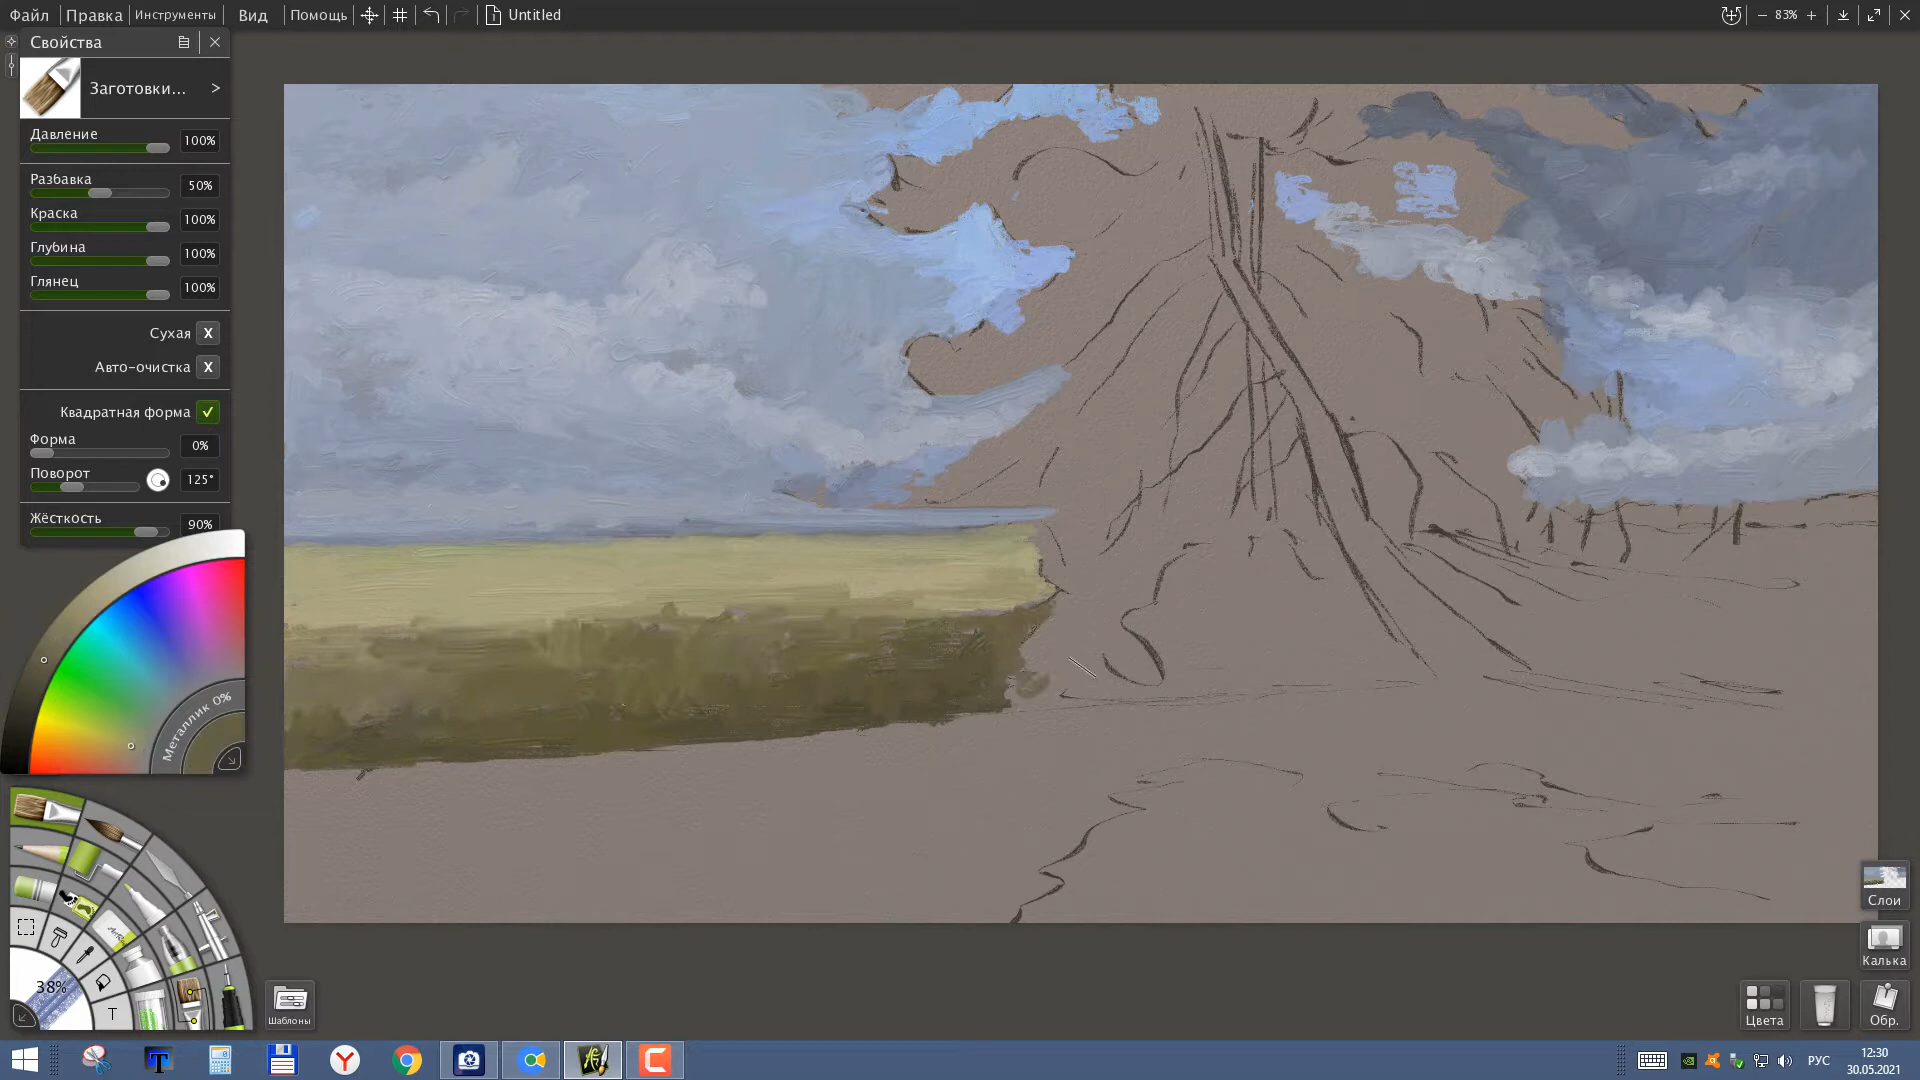 Файл Правка Инструменты Вид Помощь Untitled 83%
Свойства
Заготовки... >
Давление 100%
Разбавка 50%
Краска 100%
Глубина 100%
Глянец 100%
Сухая X
Авто-очистка X
Квадратная форма
Форма 0%
Поворот 125°
Жёсткость 90%
Металлик 0%
38%
T
Шаблоны
Слои
Калька
Цвета
Обр.
РУС
12:30
30.05.2021